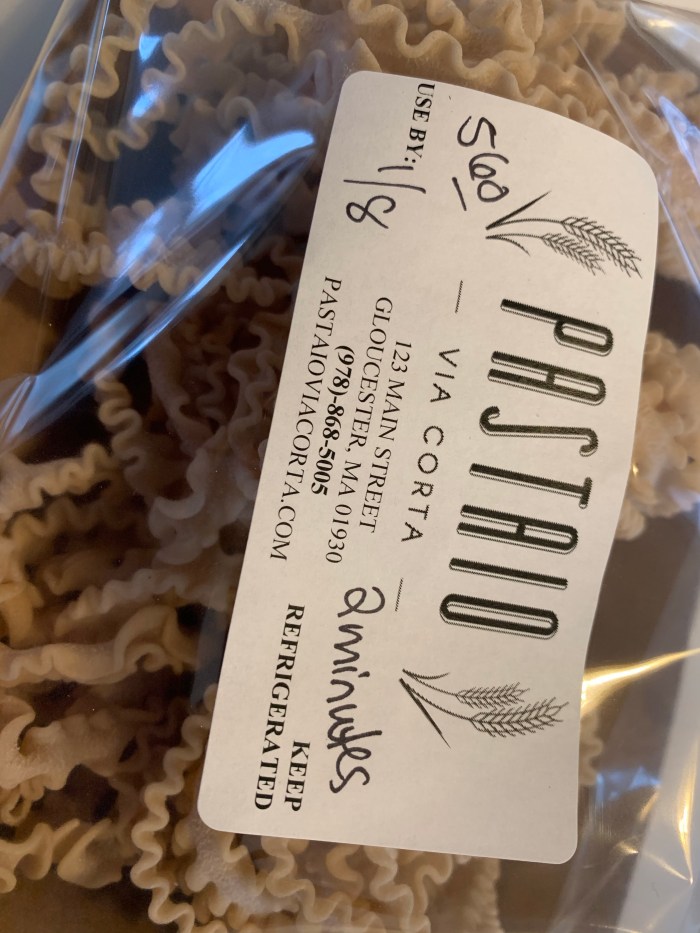 PASTAIO
VIA CORTA
123 MAIN STREET
GLOUCESTER, MA 01930
(978)-868-5005
PASTAIOVIACORTA.COM
USE BY: 1/8
2 minutes
KEEP
REFRIGERATED